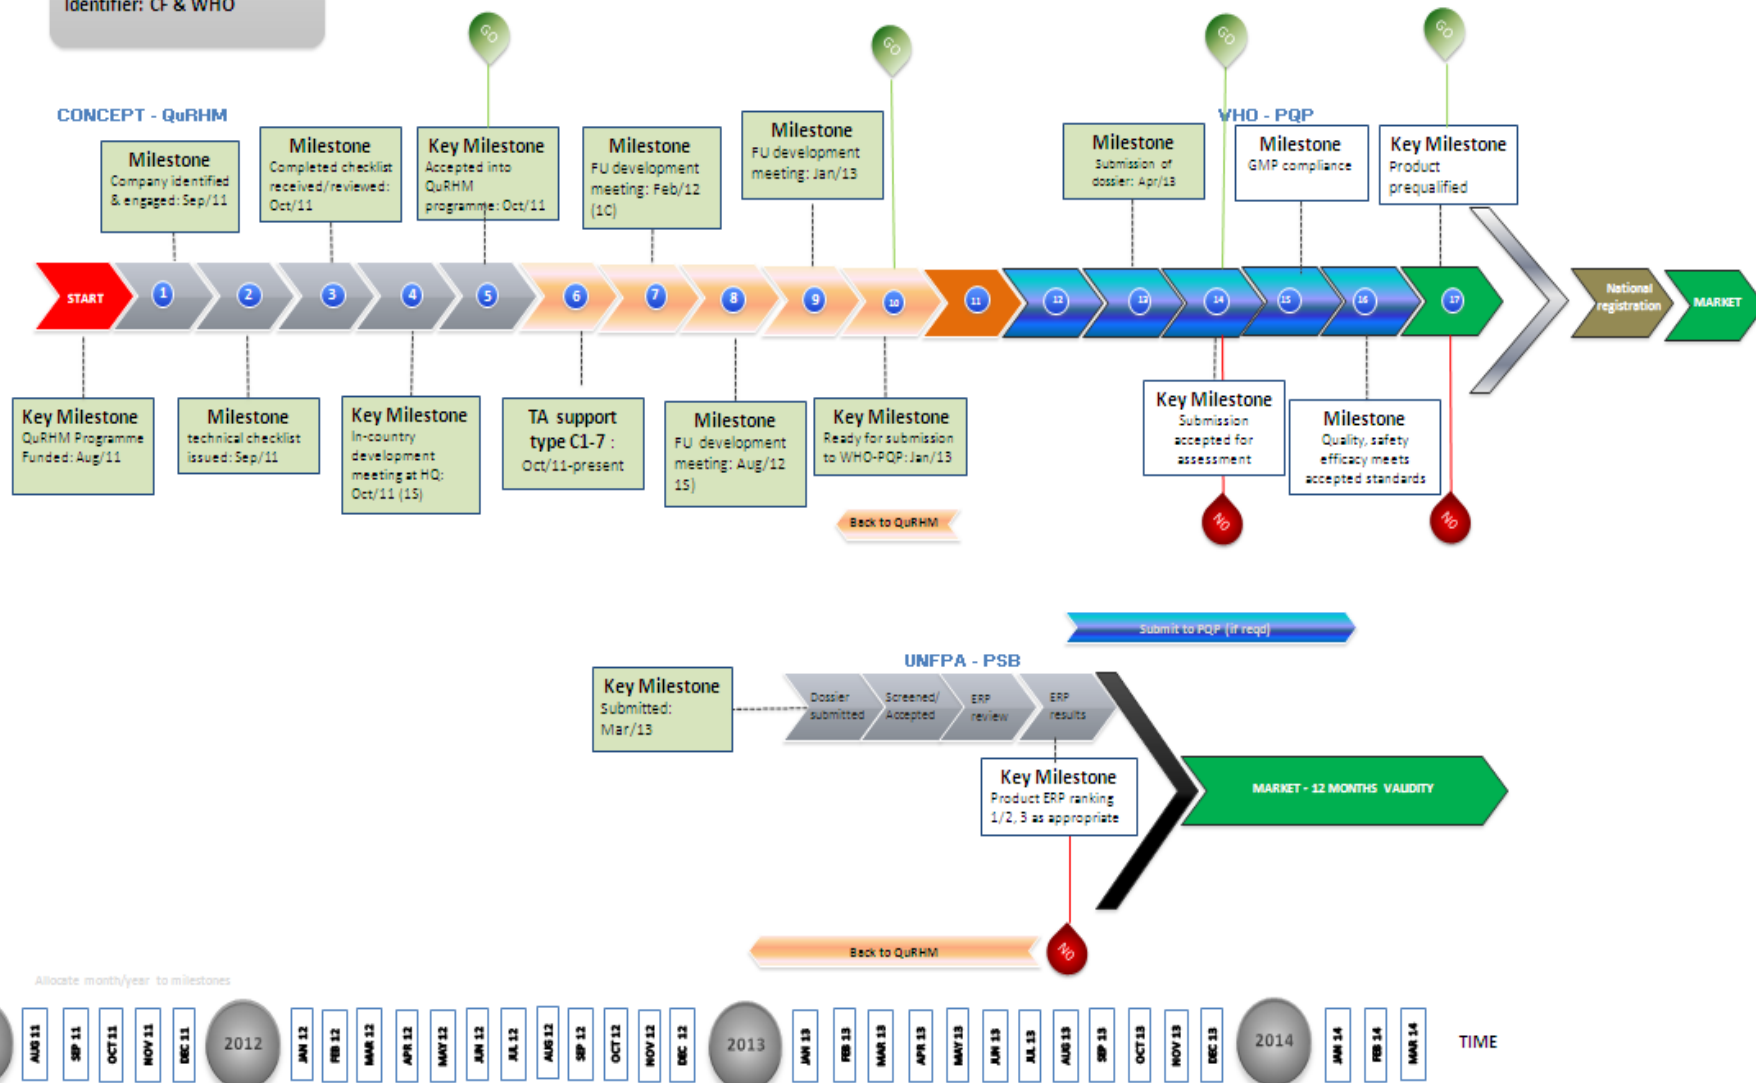 Identifier: CF & WHO
GO
GO
GO
GO
CONCEPT - QuRHM
WHO - PQP
Milestone
Company identified
& engaged: Sep/11
Milestone
Completed checklist
received/reviewed:
Oct/11
Key Milestone
Accepted into
QuRHM
programme: Oct/11
Milestone
FU development
meeting: Feb/12
(1C)
Milestone
FU development
meeting: Jan/13
Milestone
Submission of
dossier: Apr/13
Milestone
GMP compliance
Key Milestone
Product
prequalified
START
1
2
3
4
5
6
7
8
9
10
11
12
13
14
15
16
17
National
registration
MARKET
Key Milestone
QuRHM Programme
Funded: Aug/11
Milestone
technical checklist
issued: Sep/11
Key Milestone
In-country
development
meeting at HQ:
Oct/11 (1S)
TA support
type C1-7 :
Oct/11-present
Milestone
FU development
meeting: Aug/12
1S)
Key Milestone
Ready for submission
to WHO-PQP: Jan/13
Key Milestone
Submission
accepted for
assessment
Milestone
Quality, safety
efficacy meets
accepted standards
Back to QuRHM
NO
NO
Submit to PQP (if reqd)
UNFPA - PSB
Key Milestone
Submitted:
Mar/13
Dossier
submitted
Screened/
Accepted
ERP
review
ERP
results
Key Milestone
Product ERP ranking
1/2, 3 as appropriate
MARKET - 12 MONTHS VALIDITY
Back to QuRHM
NO
Allocate month/year to milestones
AUG 11
SEP 11
OCT 11
NOV 11
DEC 11
2012
JAN 12
FEB 12
MAR 12
APR 12
MAY 12
JUN 12
JUL 12
AUG 12
SEP 12
OCT 12
NOV 12
DEC 12
2013
JAN 13
FEB 13
MAR 13
APR 13
MAY 13
JUN 13
JUL 13
AUG 13
SEP 13
OCT 13
NOV 13
DEC 13
2014
JAN 14
FEB 14
MAR 14
TIME